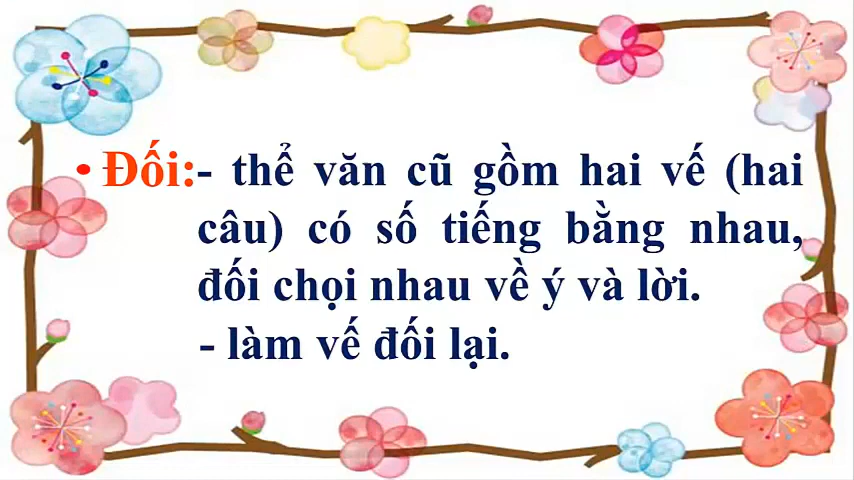 • Đối:- thể văn cũ gồm hai vế (hai
câu) có số tiếng bằng nhau,
đối chọi nhau về ý và lời.
- làm vế đối lại.